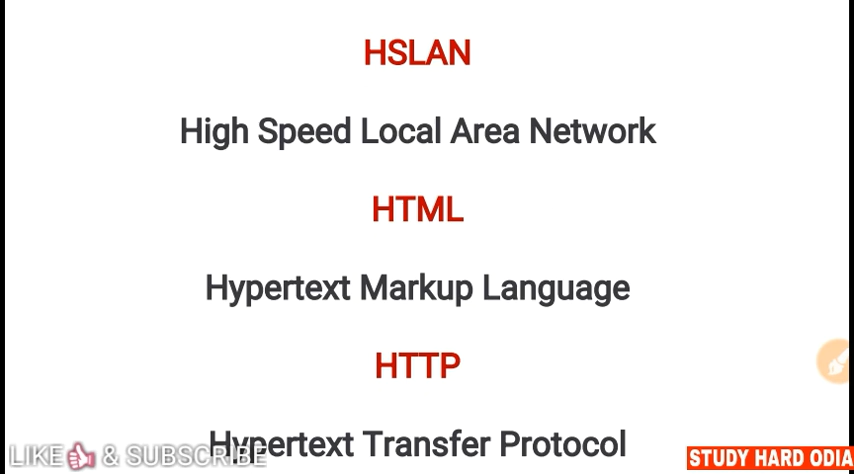 HSLAN
High Speed Local Area Network
HTML
Hypertext Markup Language
HTTP
Hypertext Transfer Protocol
LIKE & SUBSCRIBE
STUDY HARD ODIA